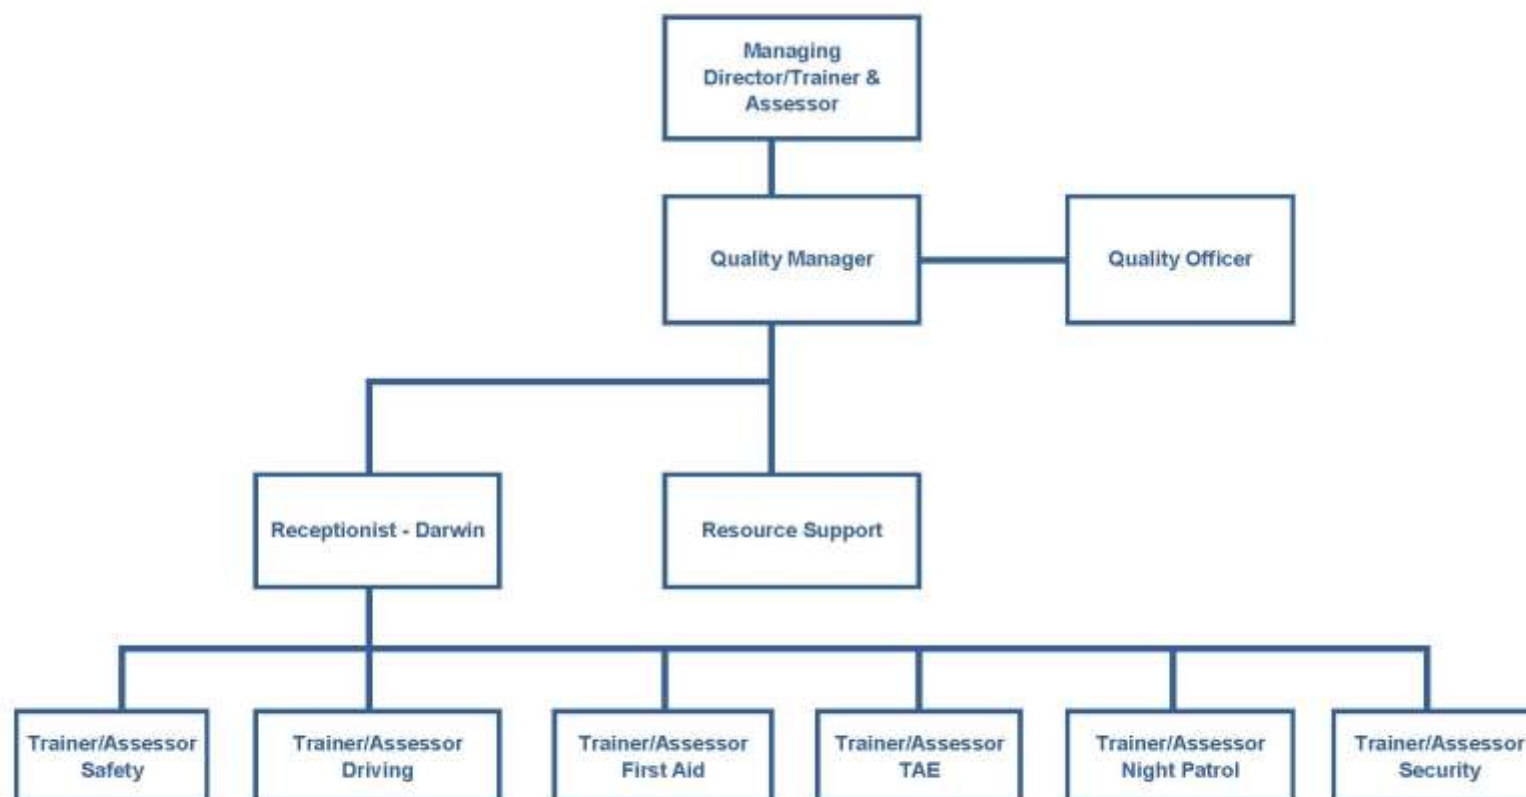 Managing
Director/Trainer &
Assessor
Quality Manager
Quality Officer
Receptionist - Darwin
Resource Support
Trainer/Assessor
Safety
Trainer/Assessor
Driving
Trainer/Assessor
First Aid
Trainer/Assessor
TAE
Trainer/Assessor
Night Patrol
Trainer/Assessor
Security